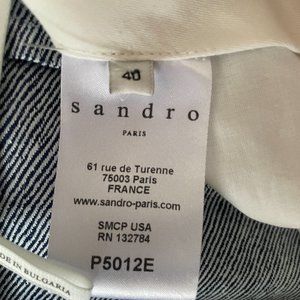 40
sandro
PARIS
61 rue de Turenne
75003 Paris
FRANCE
www.sandro-paris.com
SMCP USA
RN 132784
P5012E
DE IN BULGARIA